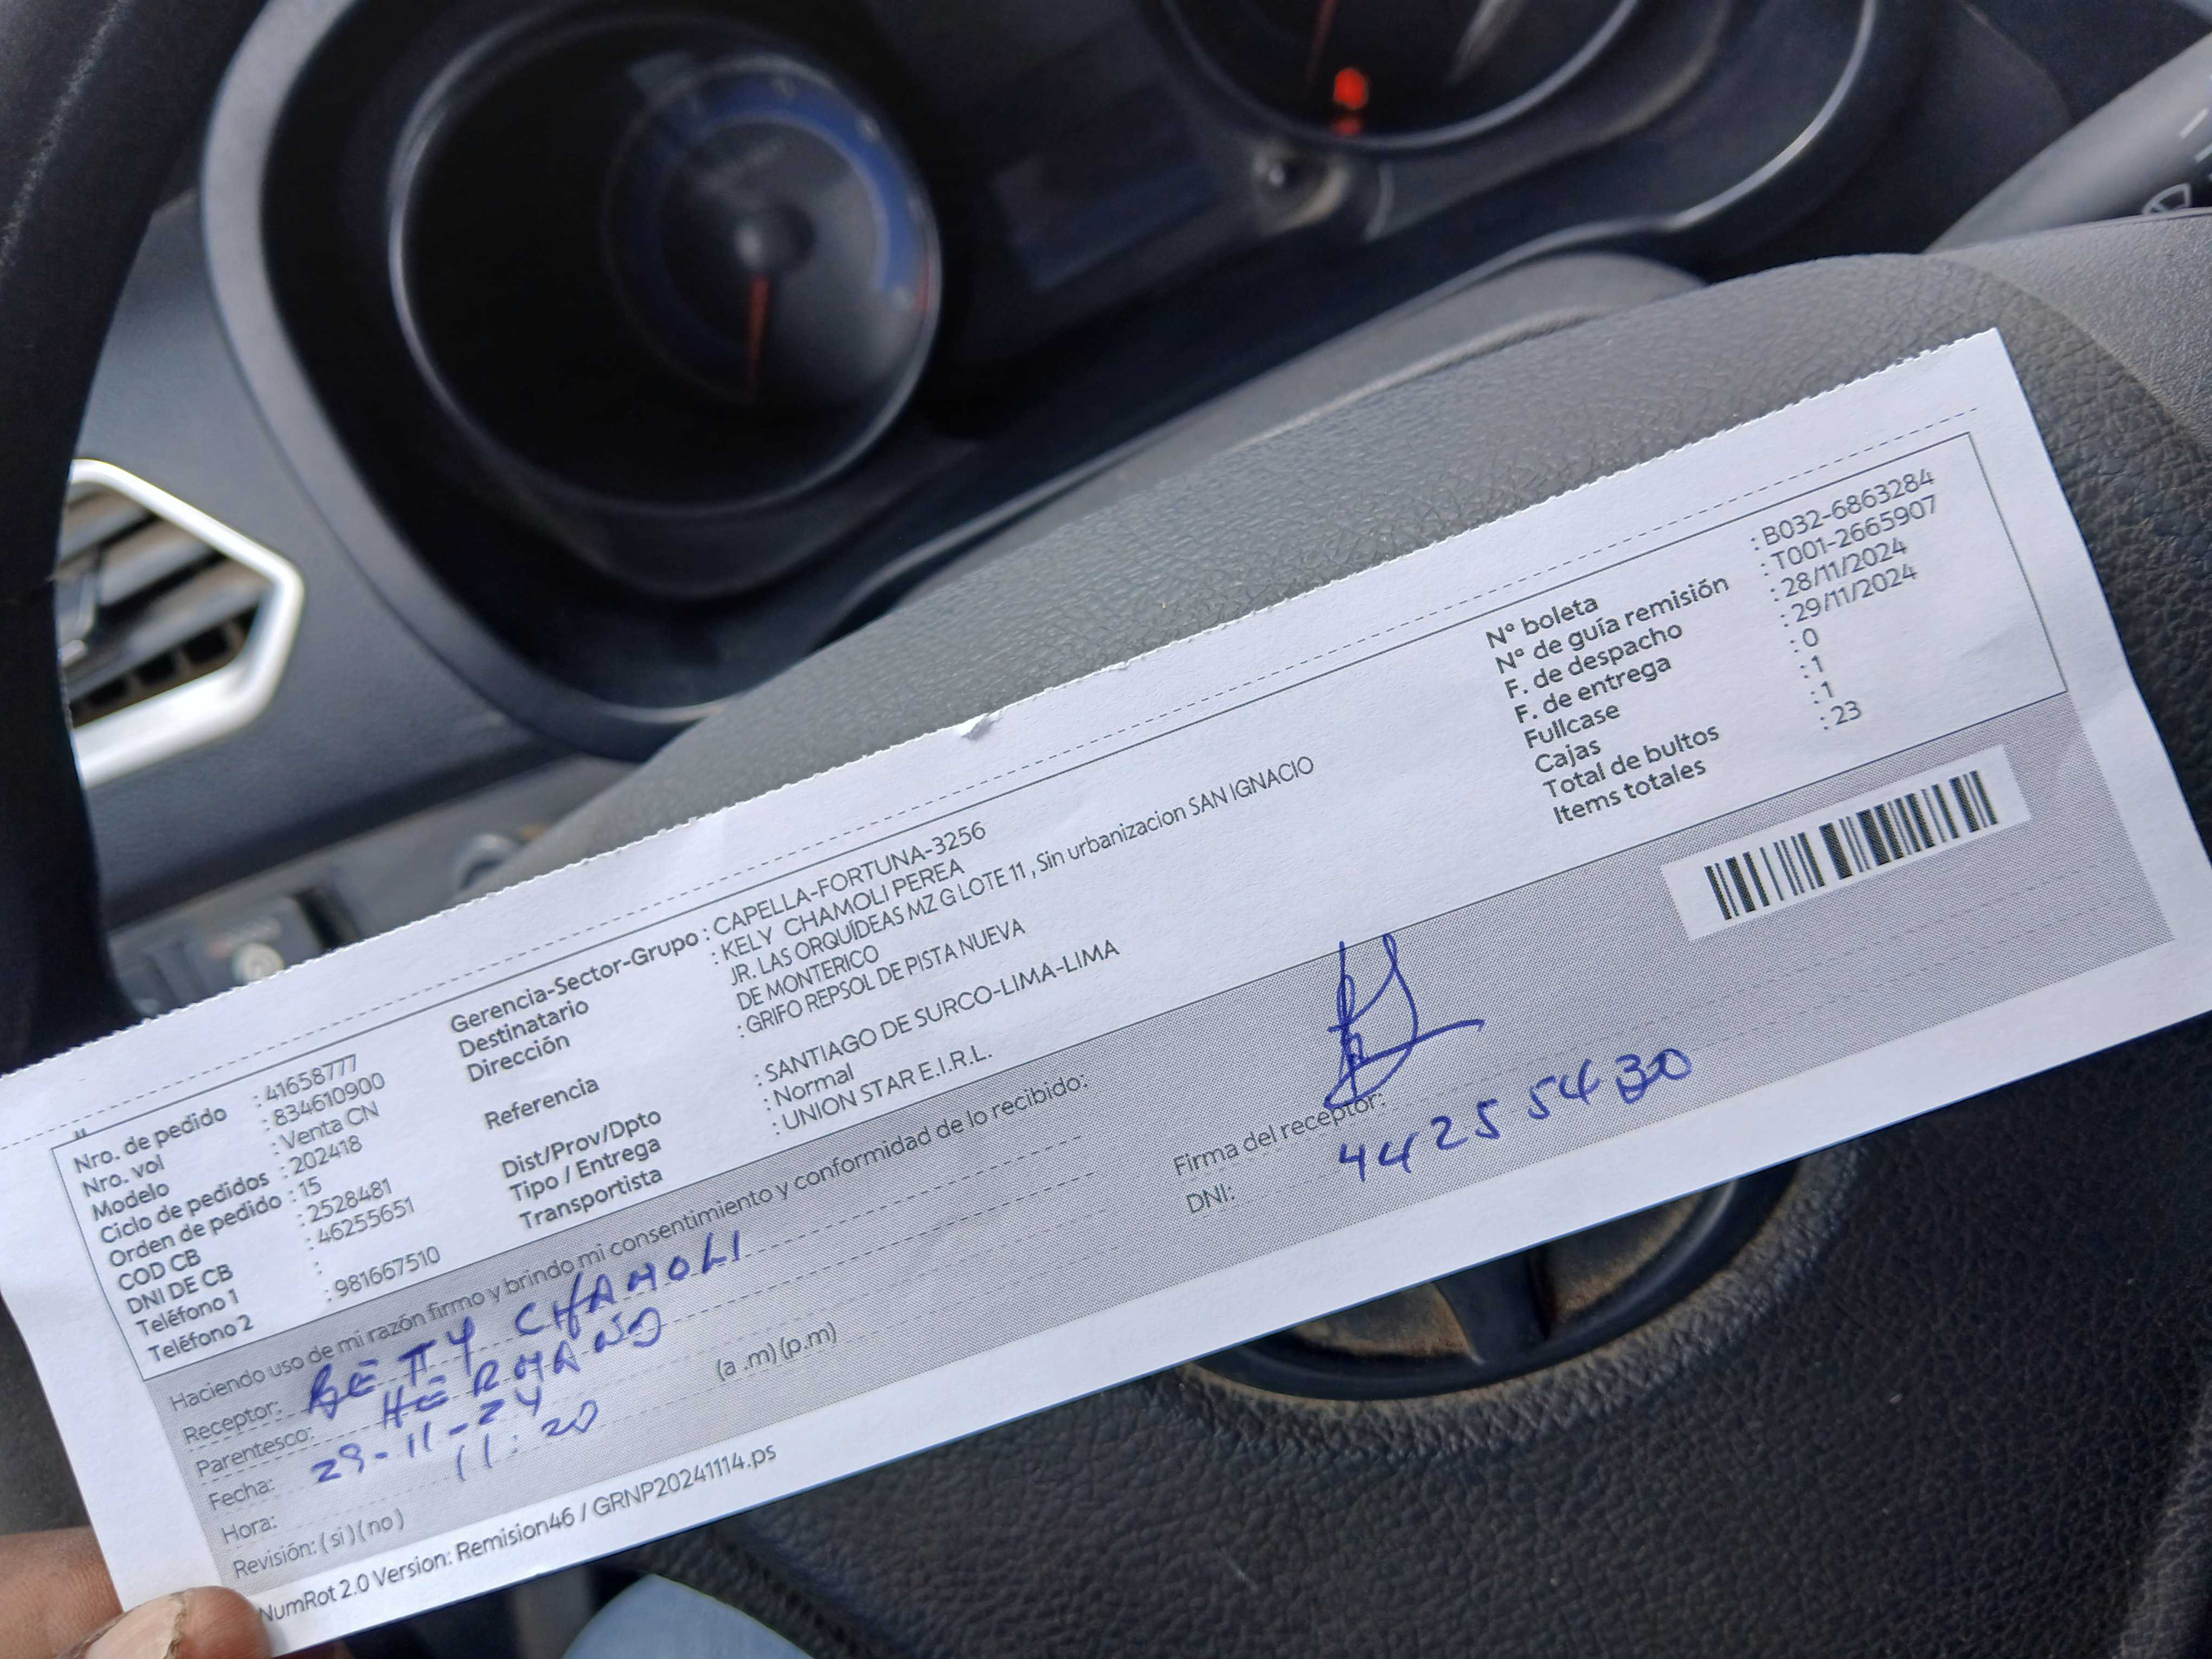 Nro. de pedido : 41658777
Nro. vol : 834610900
Modelo : Venta CN
Ciclo de pedidos : 202418
Orden de pedido : 15
COD CB : 2528481
DNI DE CB : 46255651
Teléfono 1 :
Teléfono 2 : 981667510
Gerencia-Sector-Grupo : CAPELLA-FORTUNA-3256
Destinatario : KELY CHAMOLI PEREA
Dirección JR. LAS ORQUÍDEAS MZ G LOTE 11 , Sin urbanizacion SAN IGNACIO
DE MONTERICO
Referencia : GRIFO REPSOL DE PISTA NUEVA
Dist/Prov/Dpto : SANTIAGO DE SURCO-LIMA-LIMA
Tipo / Entrega : Normal
Transportista : UNION STAR E.I.R.L.
N° boleta : B032-6863284
N° de guía remisión : T001-2665907
F. de despacho : 28/11/2024
F. de entrega : 29/11/2024
Fullcase : 0
Cajas : 1
Total de bultos : 1
Items totales : 23
Haciendo uso de mi razón firmo y brindo mi consentimiento y conformidad de lo recibido:
Receptor: BETTY CHAMOLI
Parentesco: HERMANO
Fecha: 29-11-24
Hora: 11:20 (a .m) (p.m)
Revisión: ( si ) ( no )
Firma del receptor:
DNI: 44255430
NumRot 2.0 Version: Remision46 / GRNP20241114.ps